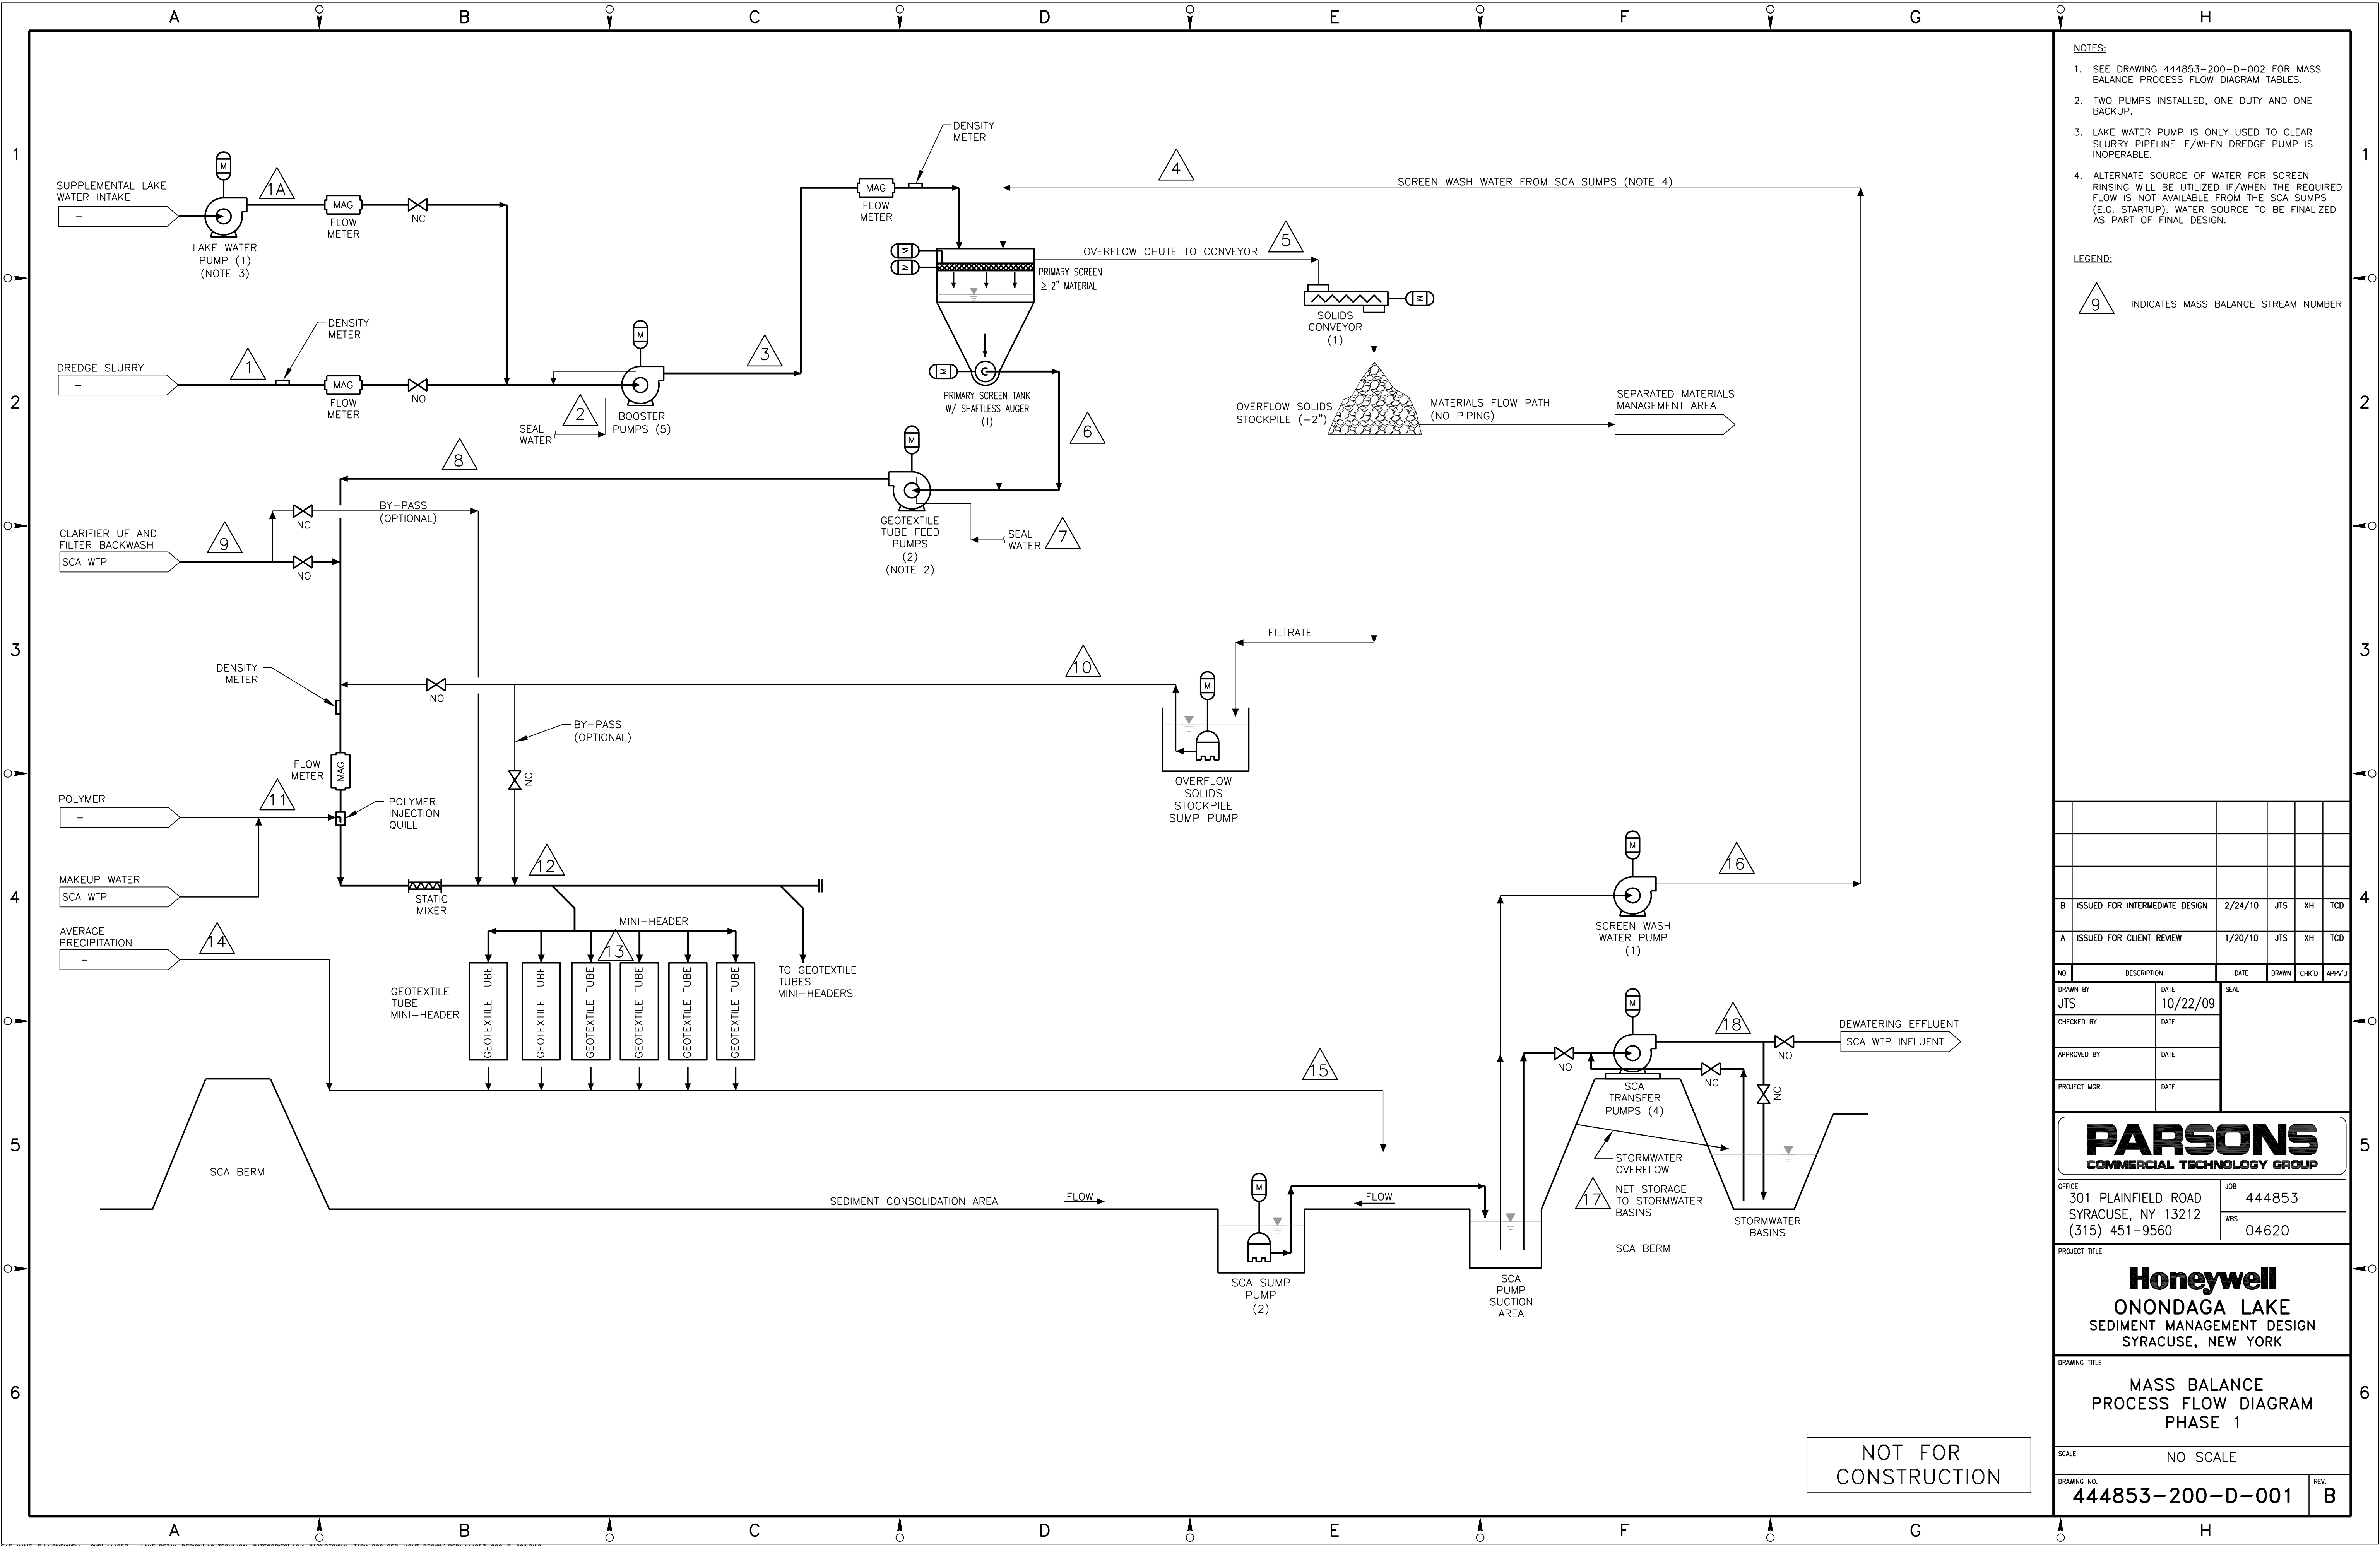 A B C D E F G H
NOTES:
1. SEE DRAWING 444853-200-D-002 FOR MASS
BALANCE PROCESS FLOW DIAGRAM TABLES.
2. TWO PUMPS INSTALLED, ONE DUTY AND ONE
BACKUP.
3. LAKE WATER PUMP IS ONLY USED TO CLEAR
SLURRY PIPELINE IF/WHEN DREDGE PUMP IS
INOPERABLE.
4. ALTERNATE SOURCE OF WATER FOR SCREEN
RINSING WILL BE UTILIZED IF/WHEN THE REQUIRED
FLOW IS NOT AVAILABLE FROM THE SCA SUMPS
(E.G. STARTUP). WATER SOURCE TO BE FINALIZED
AS PART OF FINAL DESIGN.
LEGEND:
9 INDICATES MASS BALANCE STREAM NUMBER
1
1
SUPPLEMENTAL LAKE
WATER INTAKE
-
M
1A
LAKE WATER
PUMP (1)
(NOTE 3)
MAG
FLOW
METER
NC
MAG
FLOW
METER
DENSITY
METER
4
SCREEN WASH WATER FROM SCA SUMPS (NOTE 4)
M
M
OVERFLOW CHUTE TO CONVEYOR
5
PRIMARY SCREEN
≥ 2" MATERIAL
M
SOLIDS
CONVEYOR
(1)
2
2
DREDGE SLURRY
-
1
DENSITY
METER
MAG
FLOW
METER
NO
M
2
SEAL
WATER
BOOSTER
PUMPS (5)
3
M
PRIMARY SCREEN TANK
W/ SHAFTLESS AUGER
(1)
6
OVERFLOW SOLIDS
STOCKPILE (+2")
MATERIALS FLOW PATH
(NO PIPING)
SEPARATED MATERIALS
MANAGEMENT AREA
8
M
GEOTEXTILE
TUBE FEED
PUMPS
(2)
(NOTE 2)
SEAL
WATER
7
CLARIFIER UF AND
FILTER BACKWASH
SCA WTP
9
NC
BY-PASS
(OPTIONAL)
NO
3
3
FILTRATE
DENSITY
METER
NO
10
M
BY-PASS
(OPTIONAL)
NC
OVERFLOW
SOLIDS
STOCKPILE
SUMP PUMP
FLOW
METER
MAG
POLYMER
-
11
POLYMER
INJECTION
QUILL
4
4
MAKEUP WATER
SCA WTP
STATIC
MIXER
12
M
SCREEN WASH
WATER PUMP
(1)
16
AVERAGE
PRECIPITATION
-
14
MINI-HEADER
13
GEOTEXTILE
TUBE
MINI-HEADER
GEOTEXTILE TUBE
GEOTEXTILE TUBE
GEOTEXTILE TUBE
GEOTEXTILE TUBE
GEOTEXTILE TUBE
GEOTEXTILE TUBE
TO GEOTEXTILE
TUBES
MINI-HEADERS
15
M
NO
SCA
TRANSFER
PUMPS (4)
18
NC
NO
NC
DEWATERING EFFLUENT
SCA WTP INFLUENT
5
5
SCA BERM
SEDIMENT CONSOLIDATION AREA
FLOW
M
FLOW
SCA SUMP
PUMP
(2)
SCA
PUMP
SUCTION
AREA
STORMWATER
OVERFLOW
17
NET STORAGE
TO STORMWATER
BASINS
SCA BERM
STORMWATER
BASINS
6
6
NOT FOR
CONSTRUCTION
B ISSUED FOR INTERMEDIATE DESIGN 2/24/10 JTS XH TCD
A ISSUED FOR CLIENT REVIEW 1/20/10 JTS XH TCD
NO. DESCRIPTION DATE DRAWN CHK'D APPV'D
DRAWN BY DATE SEAL
JTS 10/22/09
CHECKED BY DATE
APPROVED BY DATE
PROJECT MGR. DATE
PARSONS
COMMERCIAL TECHNOLOGY GROUP
OFFICE JOB
301 PLAINFIELD ROAD 444853
SYRACUSE, NY 13212 WBS
(315) 451-9560 04620
PROJECT TITLE
Honeywell
ONONDAGA LAKE
SEDIMENT MANAGEMENT DESIGN
SYRACUSE, NEW YORK
DRAWING TITLE
MASS BALANCE
PROCESS FLOW DIAGRAM
PHASE 1
SCALE NO SCALE
DRAWING NO. REV.
444853-200-D-001 B
A B C D E F G H